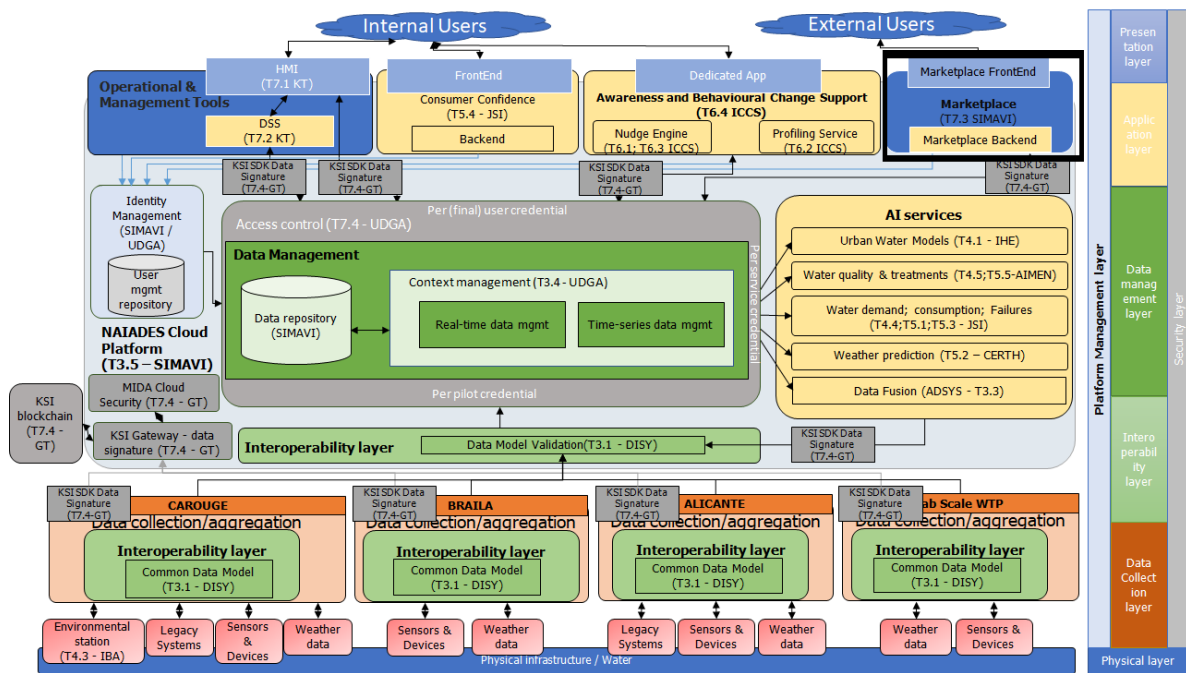 Internal Users
External Users
HMI
(T7.1 KT)
Operational &
Management Tools
DSS
(T7.2 KT)
FrontEnd
Consumer Confidence
(T5.4 - JSI)
Backend
Dedicated App
Awareness and Behavioural Change Support
(T6.4 ICCS)
Nudge Engine
(T6.1; T6.3 ICCS)
Profiling Service
(T6.2 ICCS)
Marketplace FrontEnd
Marketplace
(T7.3 SIMAVI)
Marketplace Backend
KSI SDK Data
Signature
(T7.4-GT)
KSI SDK Data
Signature
(T7.4-GT)
KSI SDK Data
Signature
(T7.4-GT)
KSI SDK Data
Signature
(T7.4-GT)
Identity
Management
(SIMAVI /
UDGA)
User
mgmt
repository
NAIADES Cloud
Platform
(T3.5 – SIMAVI)
Per (final) user credential
Access control (T7.4 - UDGA)
Data Management
Data repository
(SIMAVI)
Context management (T3.4 - UDGA)
Real-time data mgmt
Time-series data mgmt
Per service credential
Per pilot credential
AI services
Urban Water Models (T4.1 - IHE)
Water quality & treatments (T4.5;T5.5-AIMEN)
Water demand; consumption; Failures
(T4.4;T5.1;T5.3 - JSI)
Weather prediction (T5.2 – CERTH)
Data Fusion (ADSYS - T3.3)
MIDA Cloud
Security (T7.4 - GT)
KSI
blockchain
(T7.4 -
GT)
KSI Gateway - data
signature (T7.4 - GT)
Interoperability layer
Data Model Validation(T3.1 - DISY)
KSI SDK Data
Signature
(T7.4-GT)
KSI SDK Data
Signature
(T7.4-GT)
CAROUGE
Data collection/aggregation
Interoperability layer
Common Data Model
(T3.1 - DISY)
KSI SDK Data
Signature
(T7.4-GT)
BRAILA
Data collection/aggregation
Interoperability layer
Common Data Model
(T3.1 - DISY)
KSI SDK Data
Signature
(T7.4-GT)
ALICANTE
Data collection/aggregation
Interoperability layer
Common Data Model
(T3.1 - DISY)
KSI SDK Data
Signature
(T7.4-GT)
ab Scale WTP
Data collection/aggregation
Interoperability layer
Common Data Model
(T3.1 - DISY)
Environmental
station
(T4.3 - IBA)
Legacy
Systems
Sensors
&
Devices
Weather
data
Sensors &
Devices
Weather
data
Legacy
Systems
Sensors &
Devices
Weather
data
Weather
data
Sensors &
Devices
Physical infrastructure / Water
Platform Management layer
Presen
tation
layer
Applic
ation
layer
Data
manag
ement
layer
Intero
perabil
ity layer
Data
Collect
ion
layer
Security layer
Physical layer